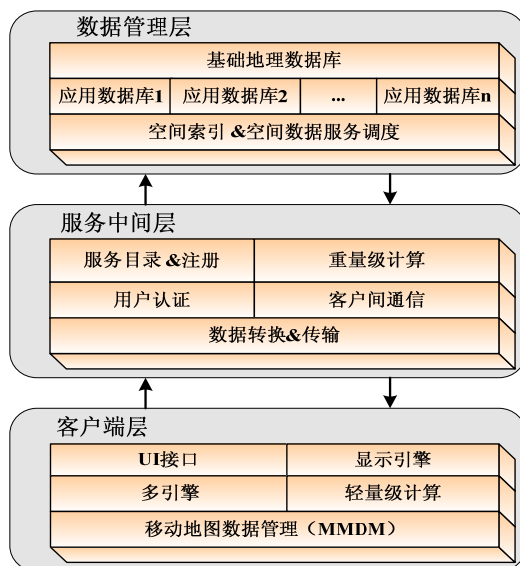 数据管理层
基础地理数据库
应用数据库1 应用数据库2 ... 应用数据库n
空间索引&空间数据服务调度
服务中间层
服务目录&注册 重量级计算
用户认证 客户间通信
数据转换&传输
客户端层
UI接口 显示引擎
多引擎 轻量级计算
移动地图数据管理（MMDM）